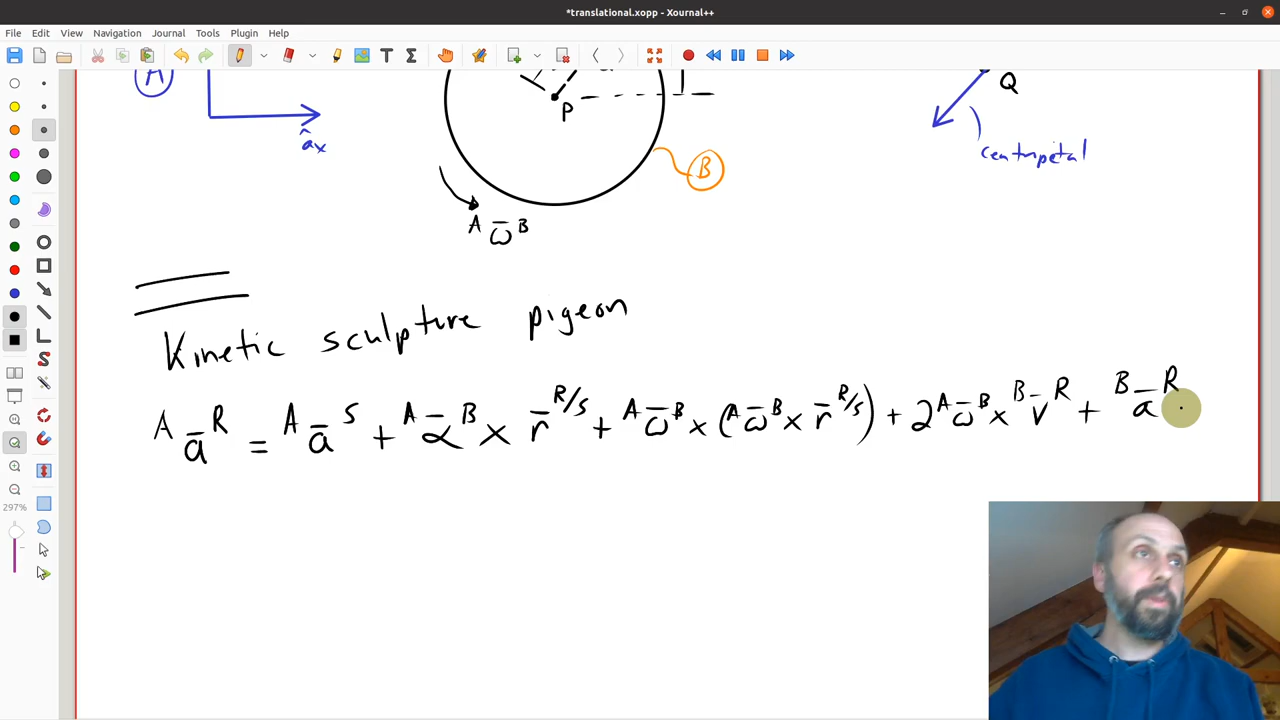 *translational.xopp - Xournal++
File Edit View Navigation Journal Tools Plugin Help
297%
A
âx
P
Q
centripetal
B
A ω̄ B
Kinetic sculpture pigeon
A ā R = A ā S + A ᾱ B × r̄ R/S + A ω̄ B × (A ω̄ B × r̄ R/S) + 2 A ω̄ B × B v̄ R + B ā R